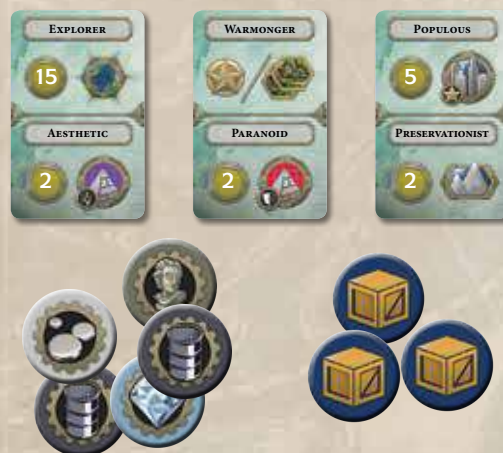 EXPLORER
WARMONGER
POPULOUS
15
5
AESTHETIC
PARANOID
PRESERVATIONIST
2
2
2